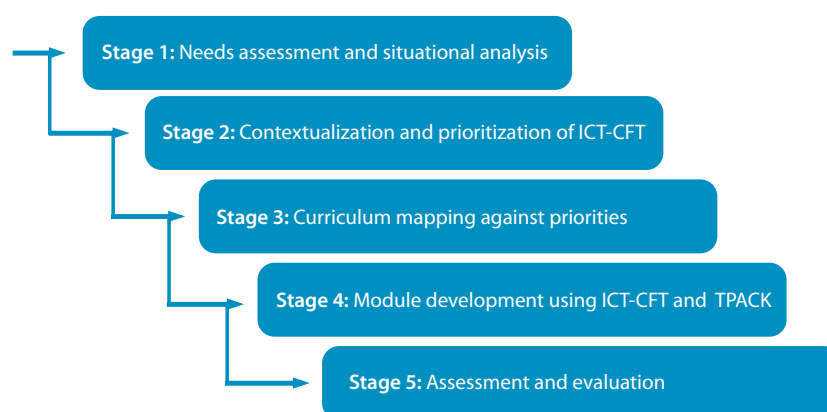 Stage 1: Needs assessment and situational analysis
Stage 2: Contextualization and prioritization of ICT-CFT
Stage 3: Curriculum mapping against priorities
Stage 4: Module development using ICT-CFT and TPACK
Stage 5: Assessment and evaluation